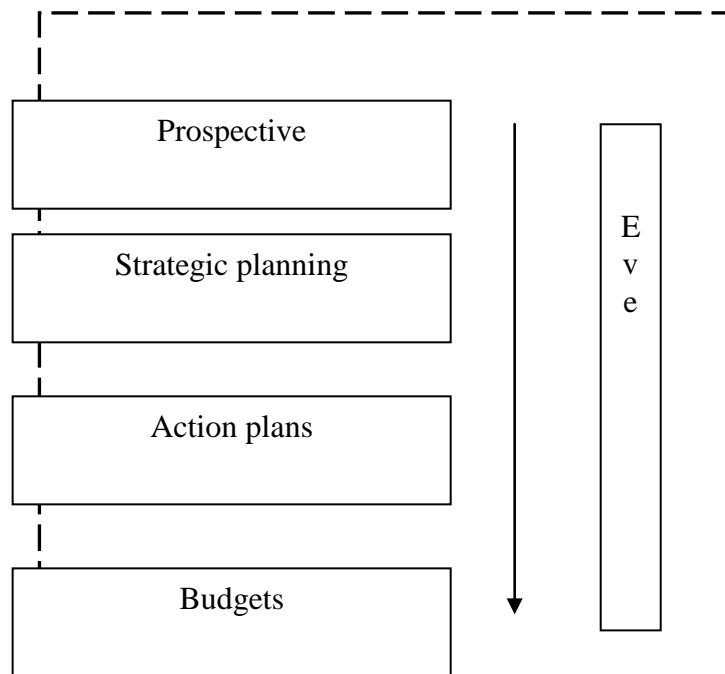 Prospective
Strategic planning
Action plans
Budgets
E
v
e